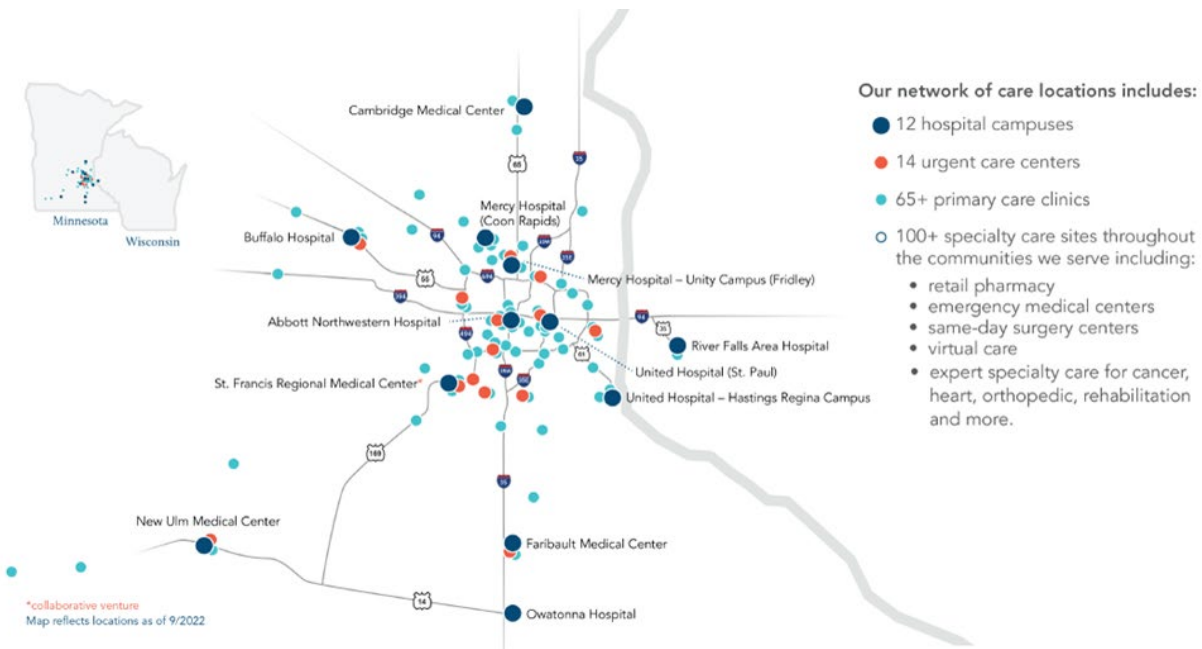 Our network of care locations includes:
12 hospital campuses
14 urgent care centers
65+ primary care clinics
100+ specialty care sites throughout
the communities we serve including:
• retail pharmacy
• emergency medical centers
• same-day surgery centers
• virtual care
• expert specialty care for cancer,
heart, orthopedic, rehabilitation
and more.
Minnesota
Wisconsin
Cambridge Medical Center
65
35
Mercy Hospital
(Coon Rapids)
Buffalo Hospital
94
35W
35E
55
694
Mercy Hospital – Unity Campus (Fridley)
394
Abbott Northwestern Hospital
94
35
River Falls Area Hospital
494
61
United Hospital (St. Paul)
35W
35E
St. Francis Regional Medical Center*
United Hospital – Hastings Regina Campus
169
35
New Ulm Medical Center
Faribault Medical Center
14
Owatonna Hospital
*collaborative venture
Map reflects locations as of 9/2022